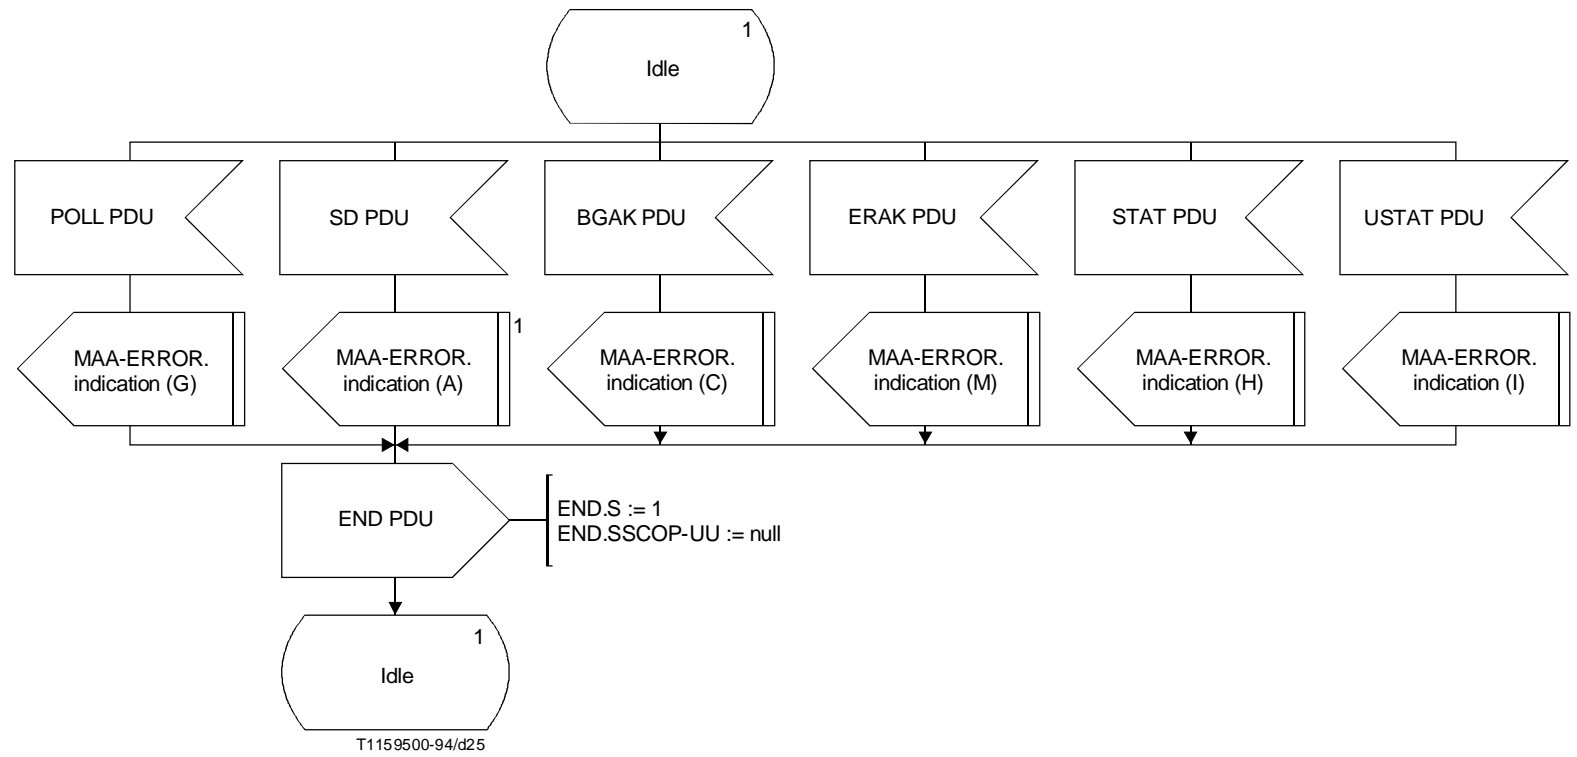 1
Idle
POLL PDU
SD PDU
BGAK PDU
ERAK PDU
STAT PDU
USTAT PDU
MAA-ERROR.
indication (G)
1
MAA-ERROR.
indication (A)
MAA-ERROR.
indication (C)
MAA-ERROR.
indication (M)
MAA-ERROR.
indication (H)
MAA-ERROR.
indication (I)
END PDU
END.S := 1
END.SSCOP-UU := null
1
Idle
T1159500-94/d25